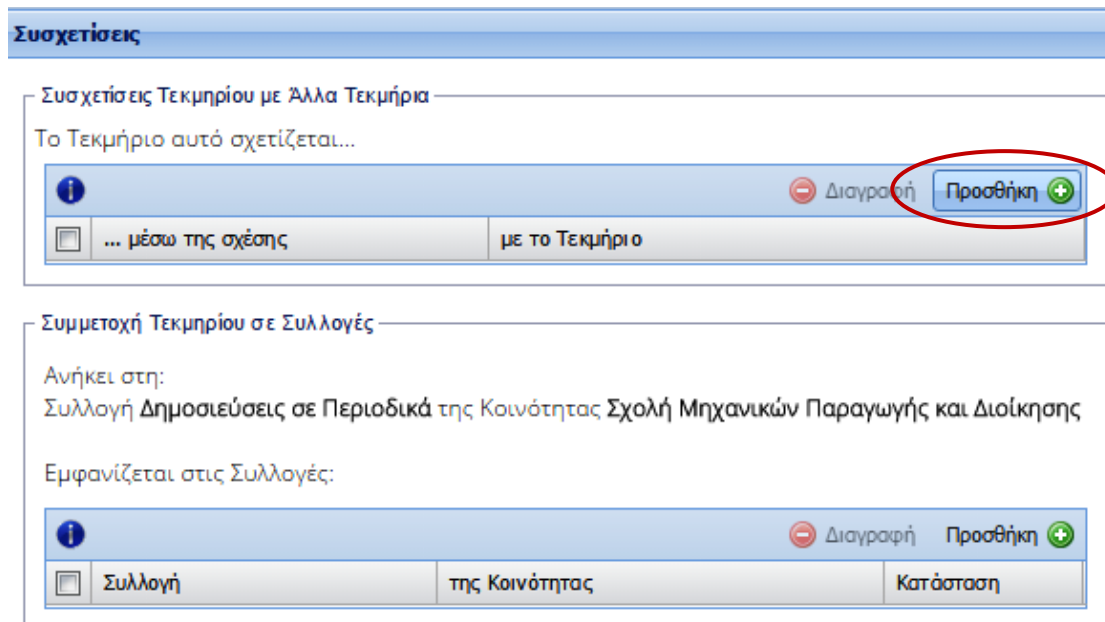 Συσχετίσεις
Συσχετίσεις Τεκμηρίου με Άλλα Τεκμήρια
Το Τεκμήριο αυτό σχετίζεται...
Διαγραφή Προσθήκη
... μέσω της σχέσης με το Τεκμήριο
Συμμετοχή Τεκμηρίου σε Συλλογές
Ανήκει στη:
Συλλογή Δημοσιεύσεις σε Περιοδικά της Κοινότητας Σχολή Μηχανικών Παραγωγής και Διοίκησης
Εμφανίζεται στις Συλλογές:
Διαγραφή Προσθήκη
Συλλογή της Κοινότητας Κατάσταση